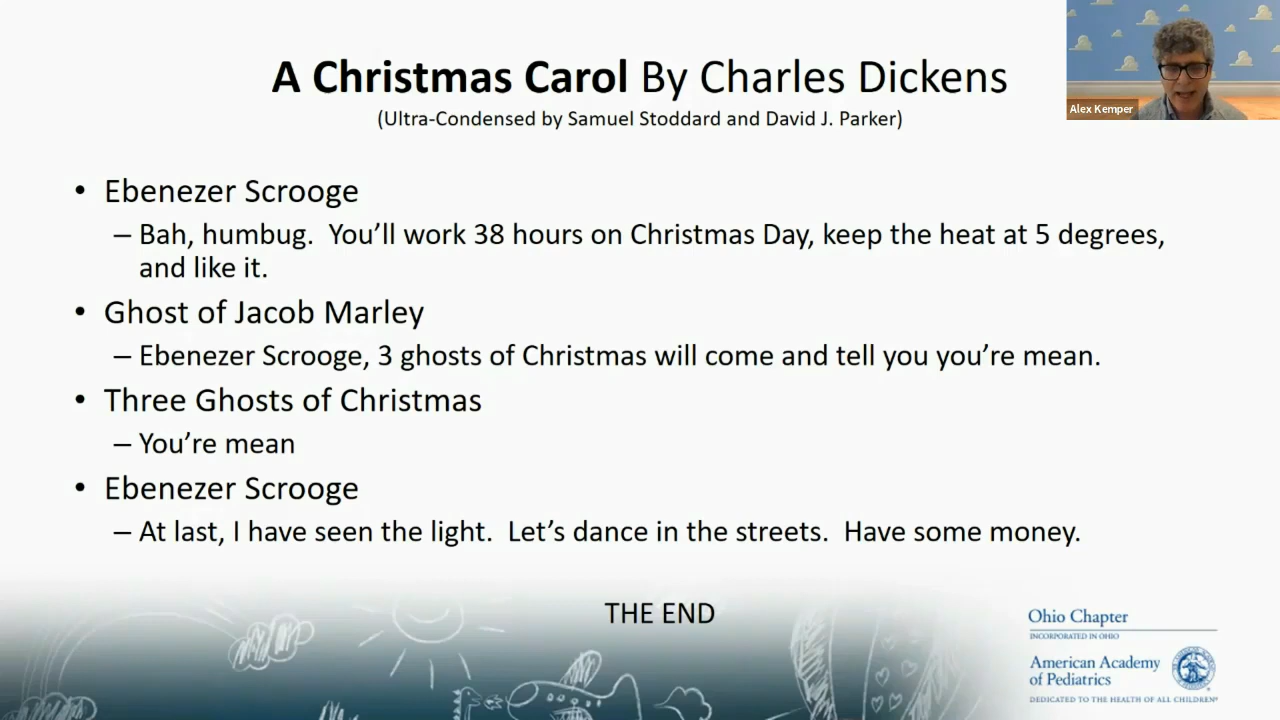 A Christmas Carol By Charles Dickens
(Ultra-Condensed by Samuel Stoddard and David J. Parker)
Alex Kemper
• Ebenezer Scrooge
– Bah, humbug.  You’ll work 38 hours on Christmas Day, keep the heat at 5 degrees,
and like it.
• Ghost of Jacob Marley
– Ebenezer Scrooge, 3 ghosts of Christmas will come and tell you you’re mean.
• Three Ghosts of Christmas
– You’re mean
• Ebenezer Scrooge
– At last, I have seen the light.  Let’s dance in the streets.  Have some money.
THE END
Ohio Chapter
INCORPORATED IN OHIO
American Academy
of Pediatrics
DEDICATED TO THE HEALTH OF ALL CHILDREN®